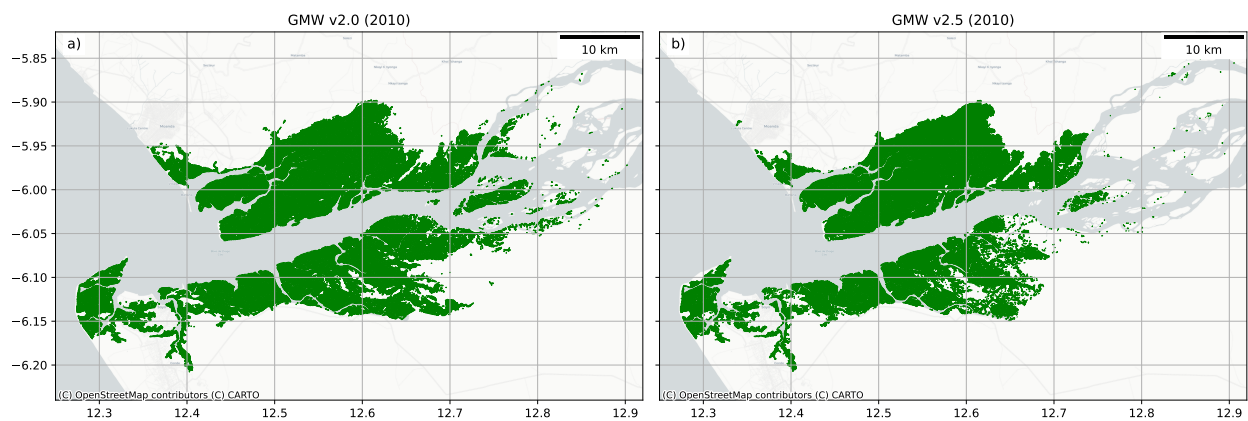 GMW v2.0 (2010)
GMW v2.5 (2010)
a)
10 km
b)
10 km
−5.85
−5.90
−5.95
−6.00
−6.05
−6.10
−6.15
−6.20
(C) OpenStreetMap contributors (C) CARTO
(C) OpenStreetMap contributors (C) CARTO
12.3 12.4 12.5 12.6 12.7 12.8 12.9
12.3 12.4 12.5 12.6 12.7 12.8 12.9